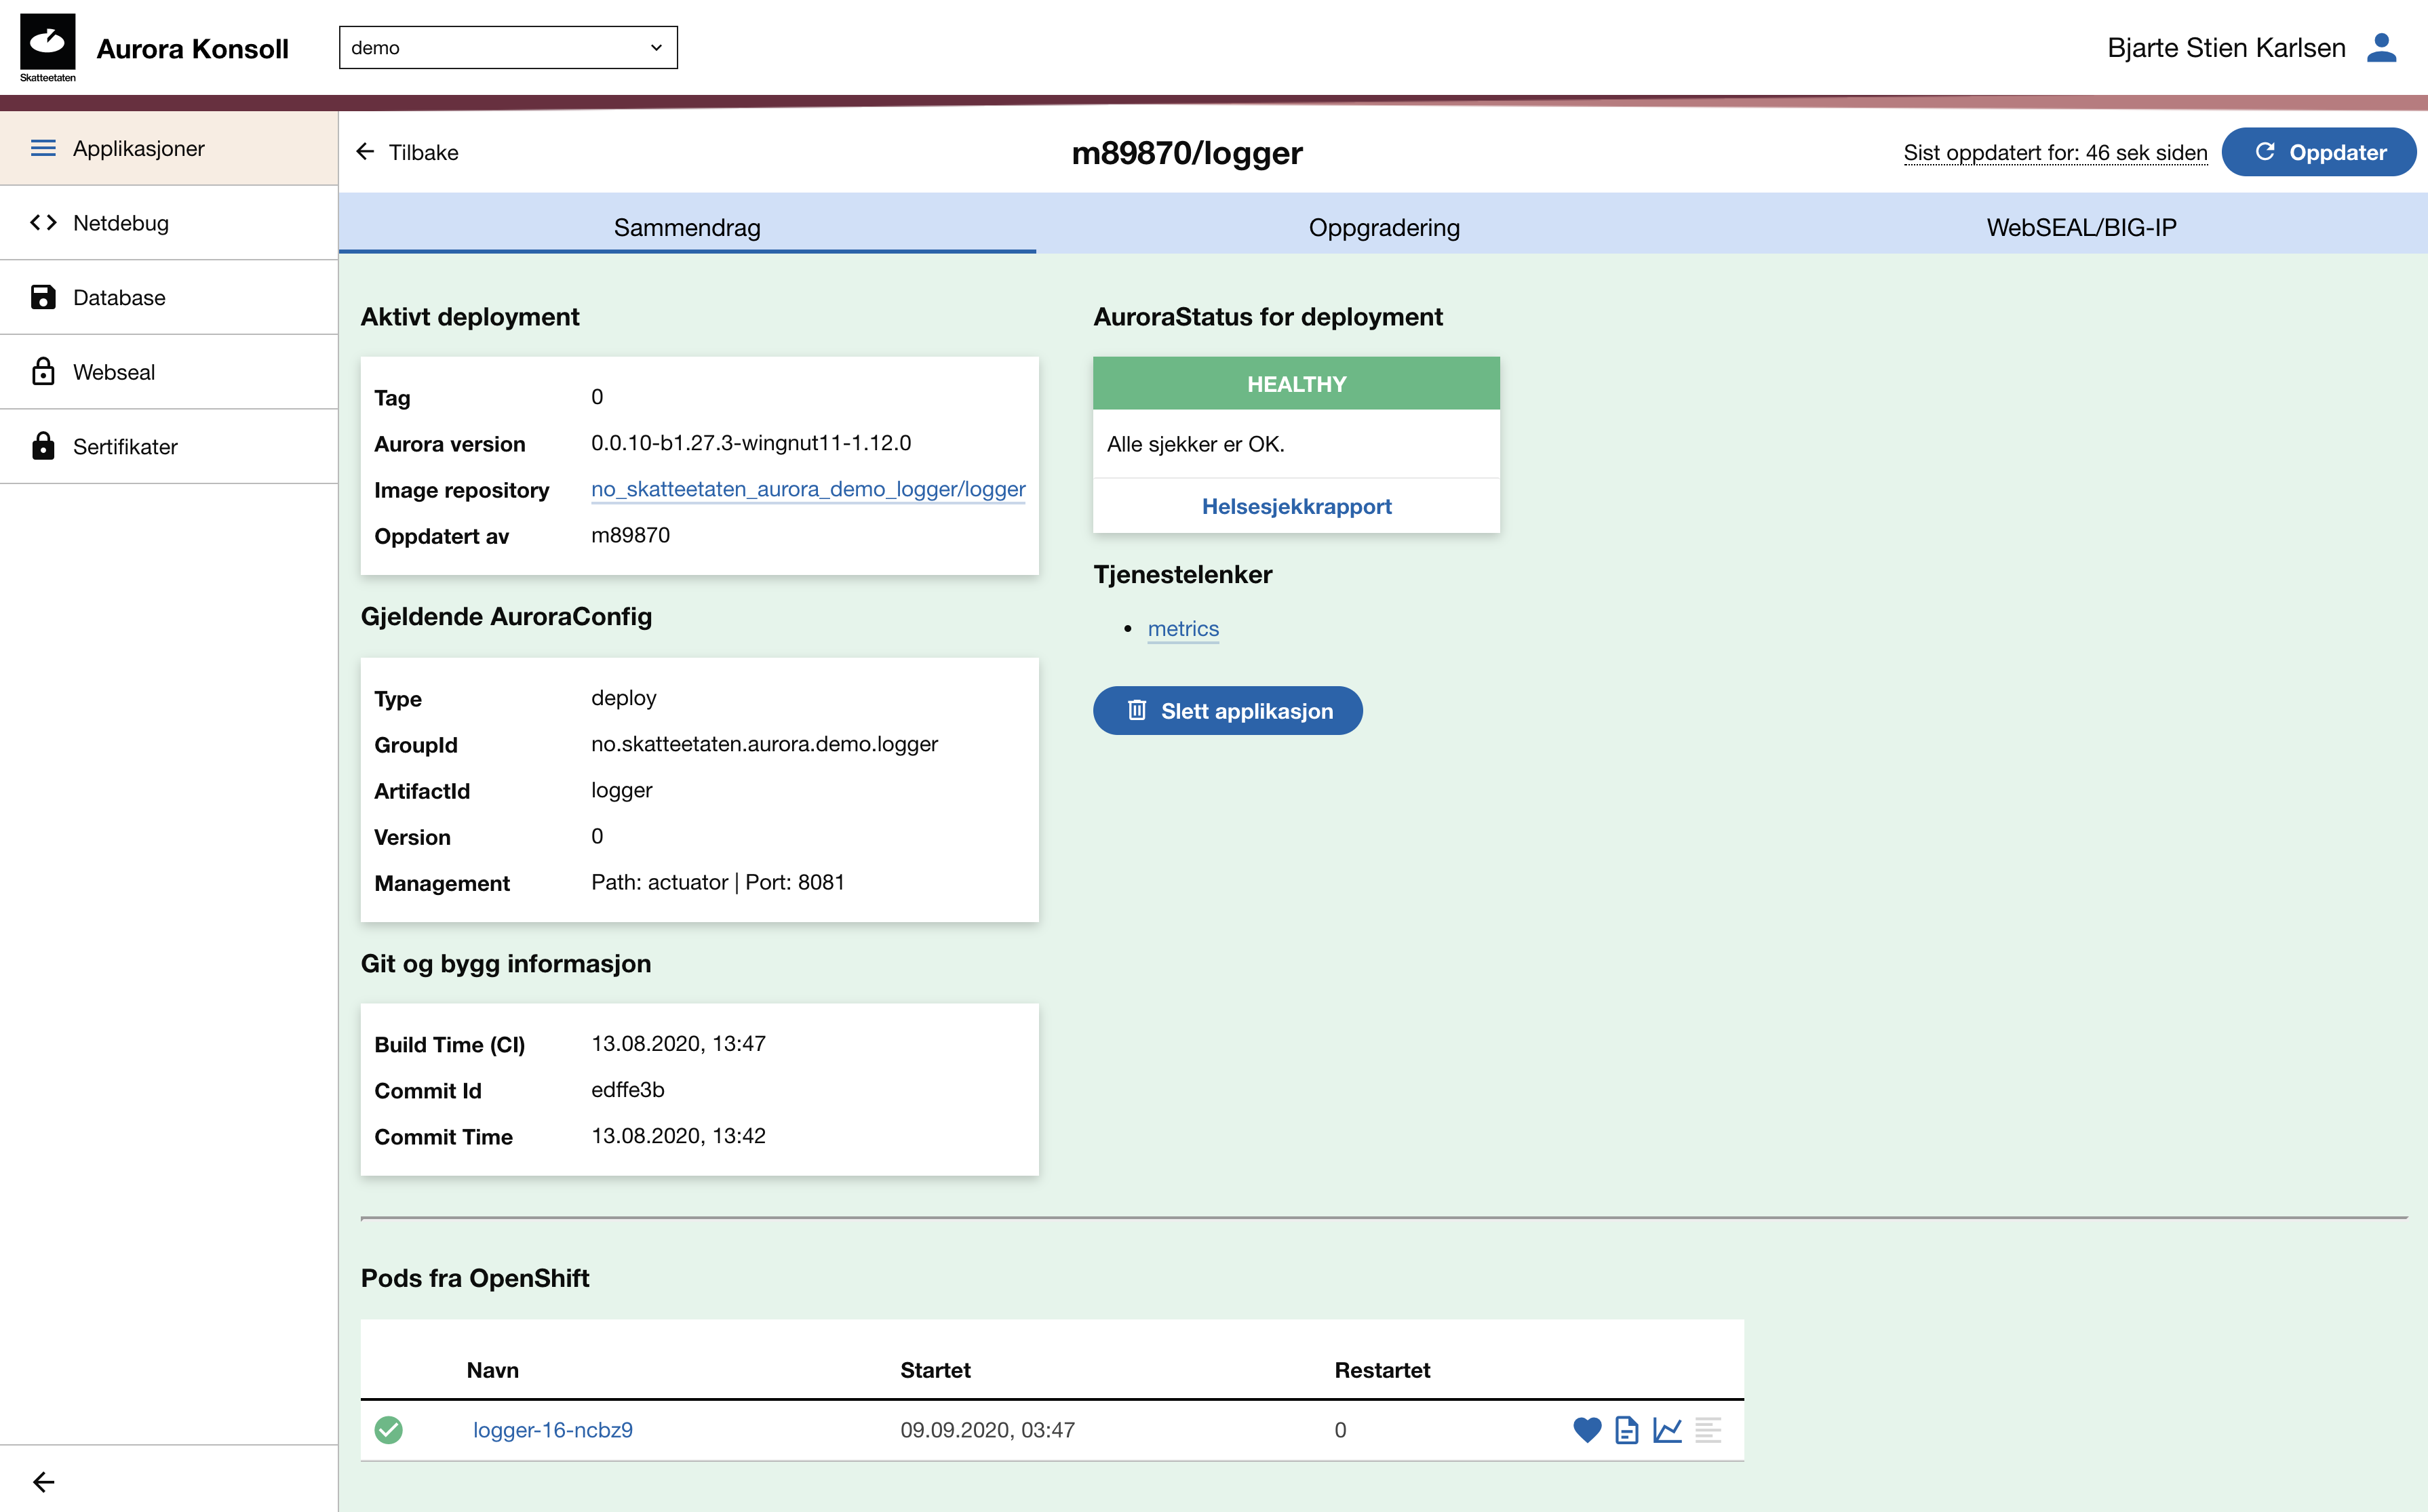 Skatteetaten
Aurora Konsoll
demo
Bjarte Stien Karlsen
Applikasjoner
Netdebug
Database
Webseal
Sertifikater
Tilbake
m89870/logger
Sist oppdatert for: 46 sek siden
Oppdater
Sammendrag
Oppgradering
WebSEAL/BIG-IP
Aktivt deployment
Tag 0
Aurora version 0.0.10-b1.27.3-wingnut11-1.12.0
Image repository no_skatteetaten_aurora_demo_logger/logger
Oppdatert av m89870
Gjeldende AuroraConfig
Type deploy
GroupId no.skatteetaten.aurora.demo.logger
ArtifactId logger
Version 0
Management Path: actuator | Port: 8081
Git og bygg informasjon
Build Time (CI) 13.08.2020, 13:47
Commit Id edffe3b
Commit Time 13.08.2020, 13:42
AuroraStatus for deployment
HEALTHY
Alle sjekker er OK.
Helsesjekkrapport
Tjenestelenker
• metrics
Slett applikasjon
Pods fra OpenShift
Navn Startet Restartet
logger-16-ncbz9 09.09.2020, 03:47 0